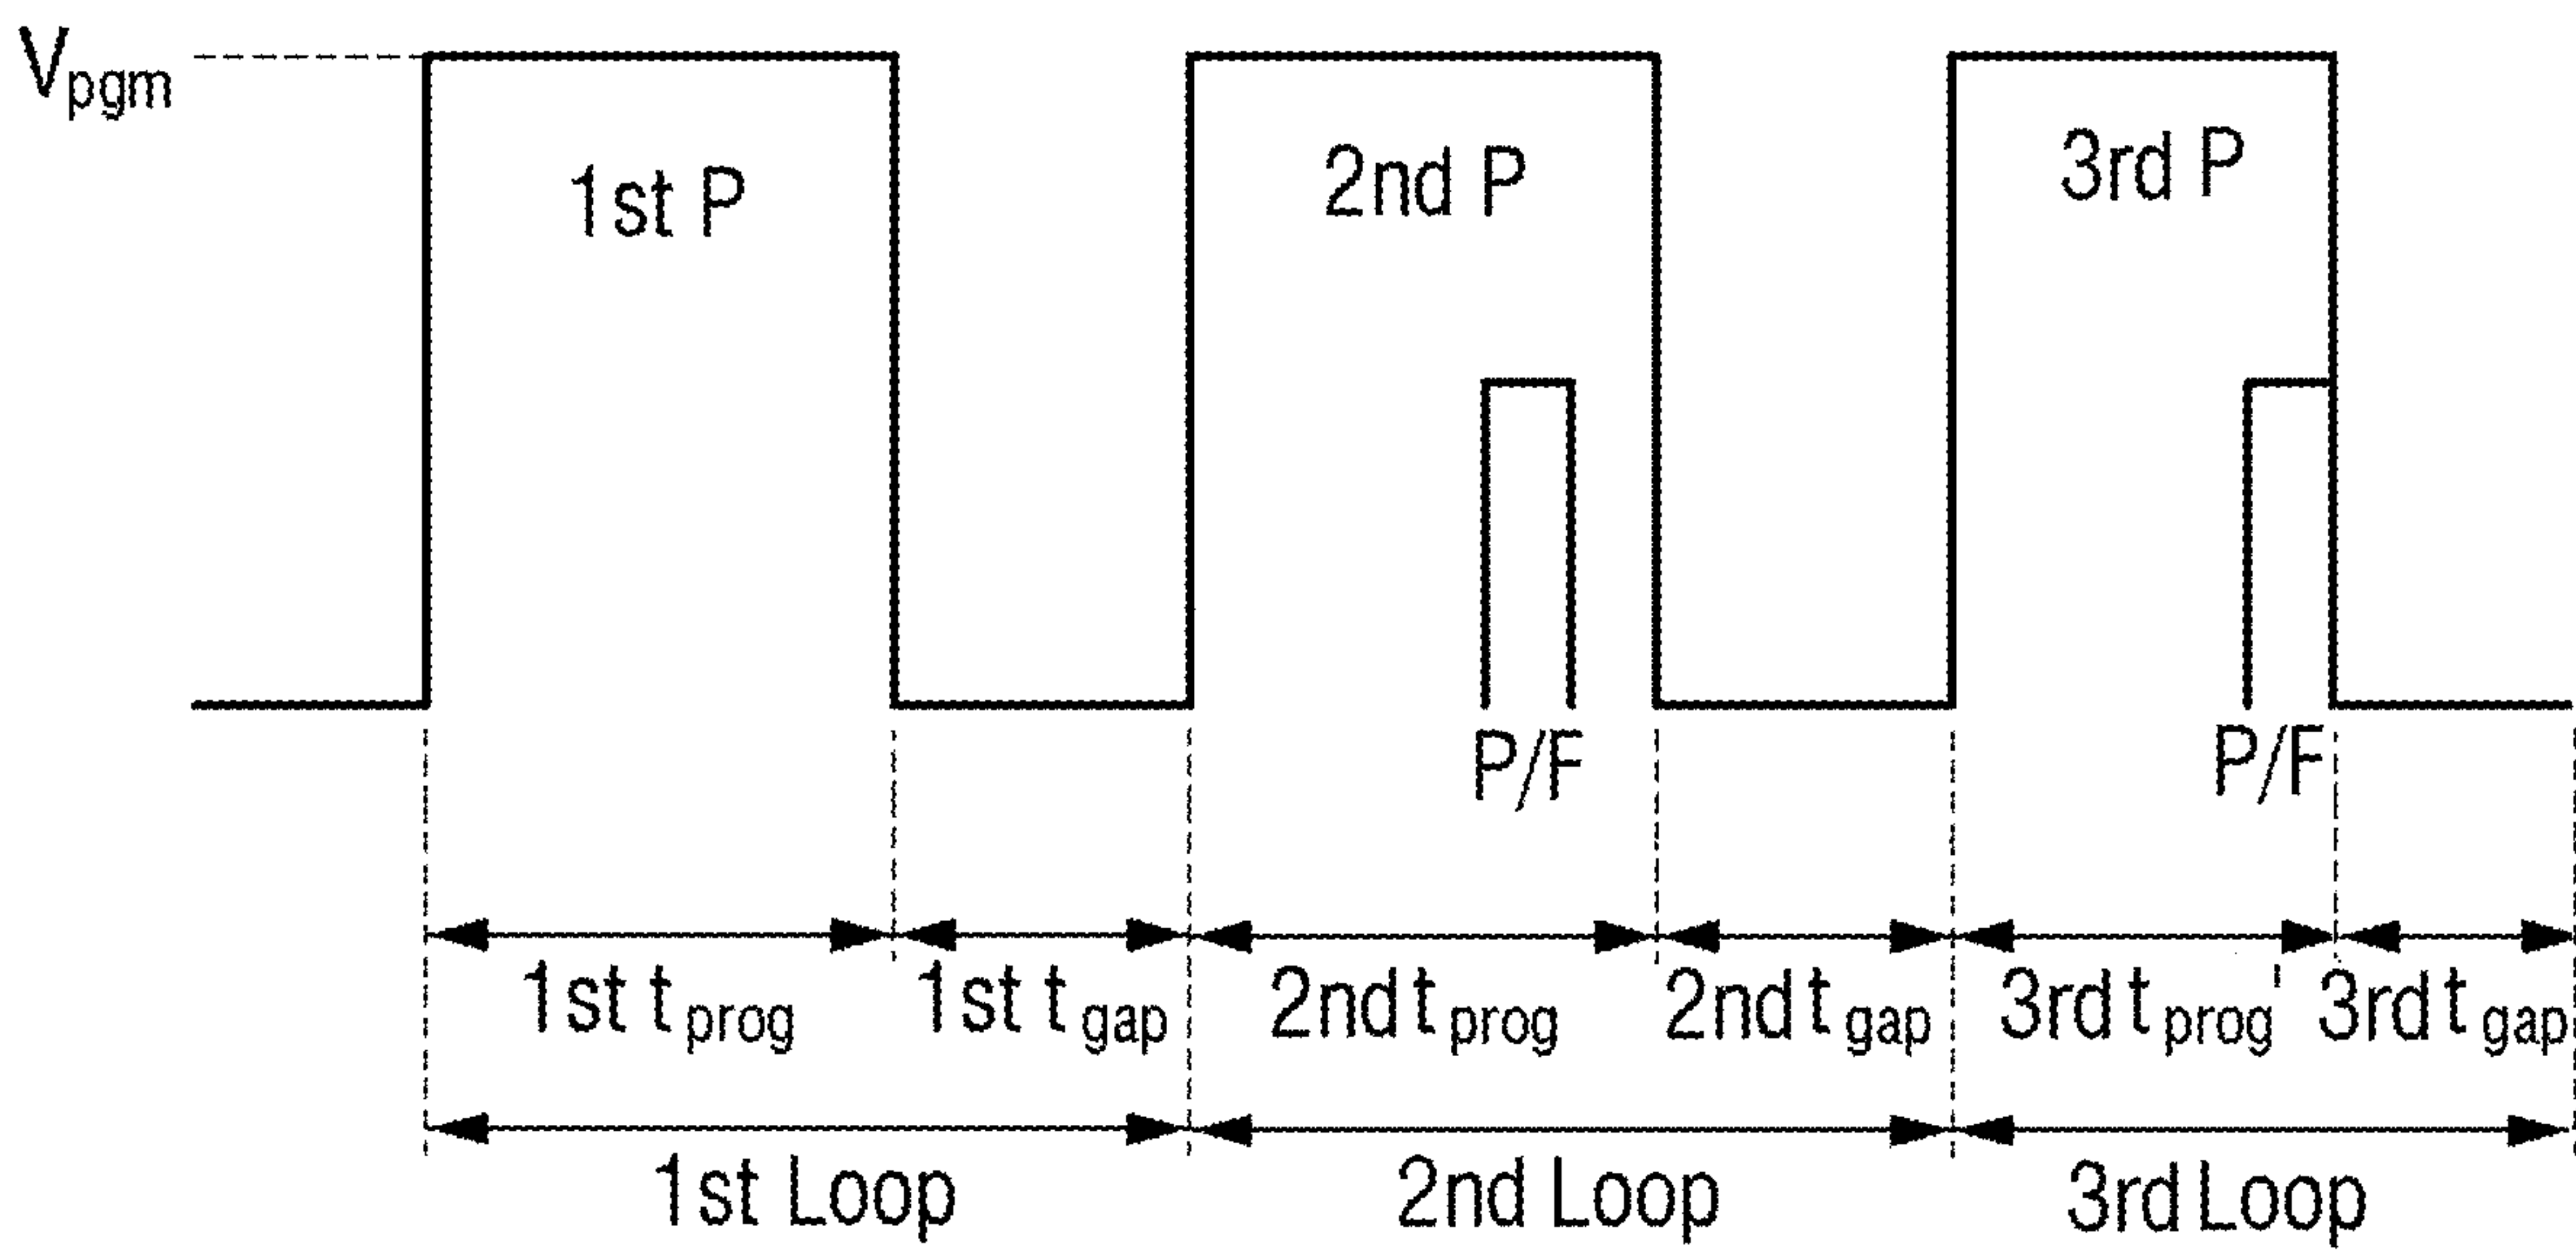 Vpgm
1st P
2nd P
3rd P
P/F
P/F
1st tprog
1st tgap
2nd tprog
2nd tgap
3rd tprog'
3rd tgap
1st Loop
2nd Loop
3rd Loop